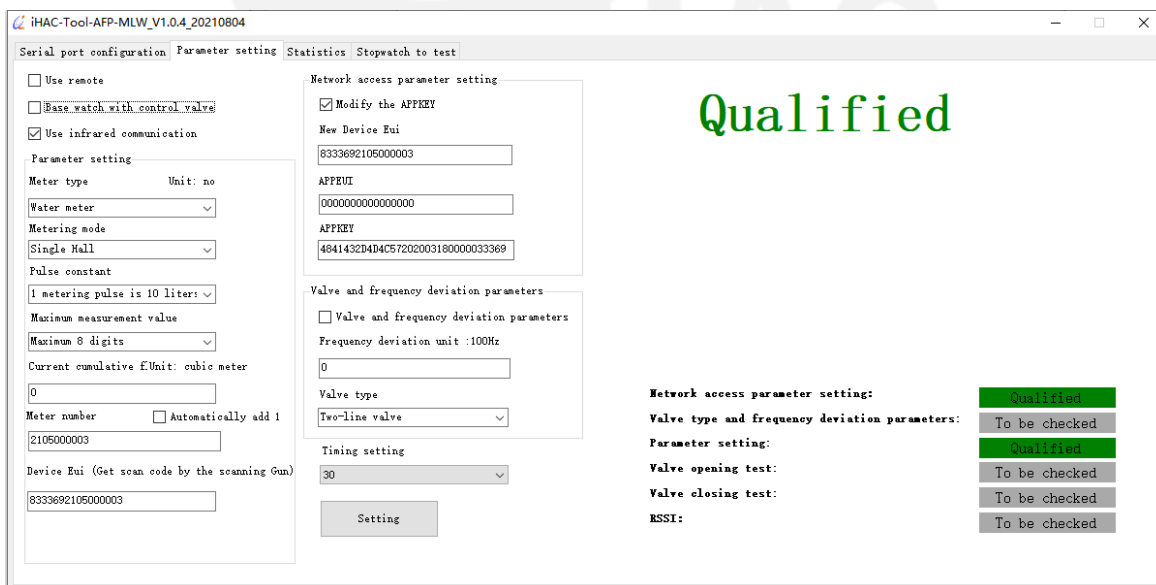 iHAC-Tool-AFP-MLW_V1.0.4_20210804
Serial port configuration Parameter setting Statistics Stopwatch to test
Use remote
Base watch with control valve
Use infrared communication
Parameter setting
Meter type Unit: no
Water meter
Metering mode
Single Hall
Pulse constant
1 metering pulse is 10 liters
Maximum measurement value
Maximum 8 digits
Current cumulative f.Unit: cubic meter
0
Meter number Automatically add 1
2105000003
Device Eui (Get scan code by the scanning Gun)
8333692105000003
Network access parameter setting
Modify the APPKEY
New Device Eui
8333692105000003
APPEUI
0000000000000000
APPKEY
4841432D4D4C57202003180000033369
Valve and frequency deviation parameters
Valve and frequency deviation parameters
Frequency deviation unit :100Hz
0
Valve type
Two-line valve
Timing setting
30
Setting
Qualified
Network access parameter setting: Qualified
Valve type and frequency deviation parameters: To be checked
Parameter setting: Qualified
Valve opening test: To be checked
Valve closing test: To be checked
RSSI: To be checked